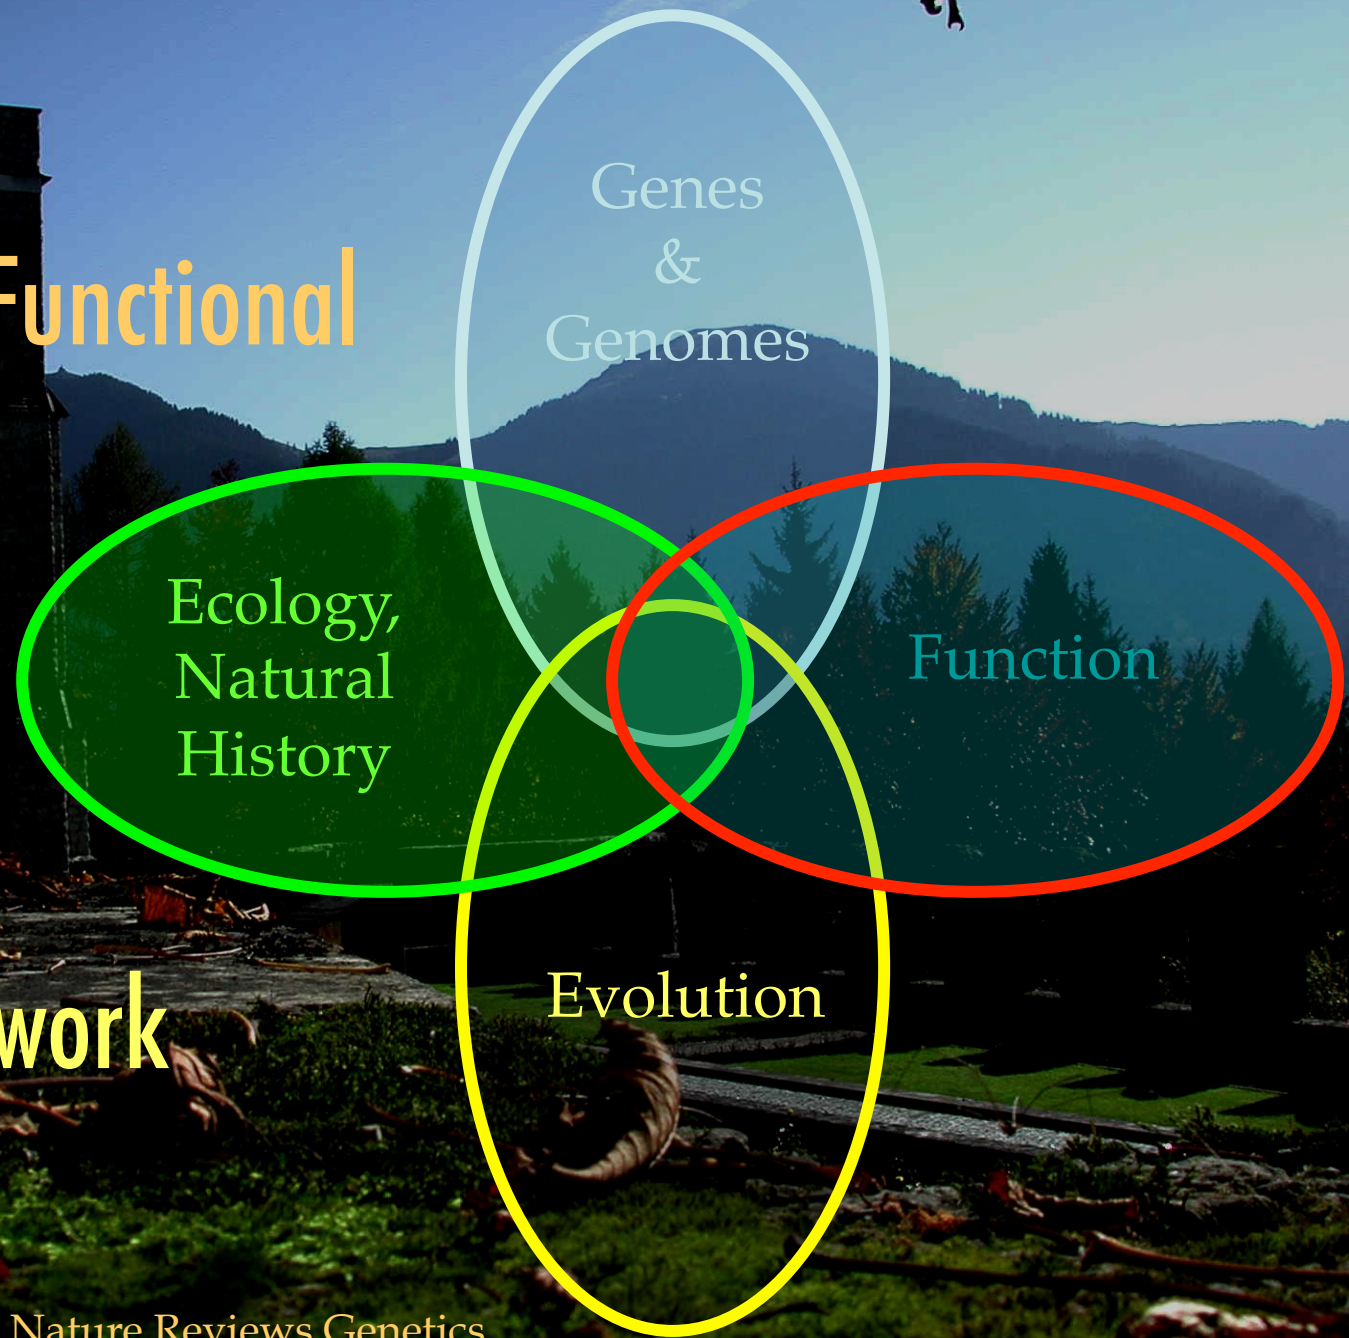 Genes
&
Genomes
Functional
Ecology,
Natural
History
Function
Evolution
work
Nature Reviews Genetics